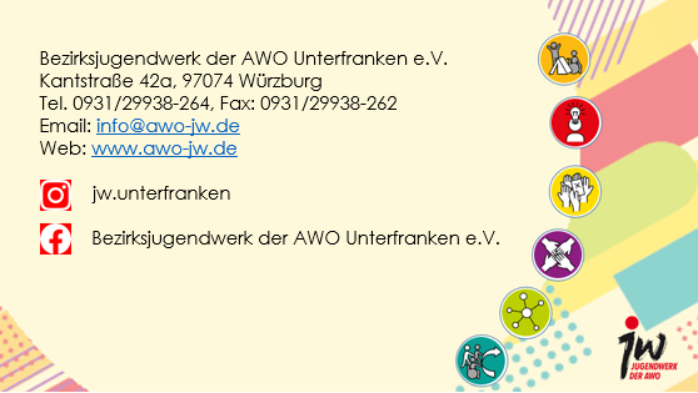 Bezirksjugendwerk der AWO Unterfranken e.V.
Kantstraße 42a, 97074 Würzburg
Tel. 0931/29938-264, Fax: 0931/29938-262
Email: info@awo-jw.de
Web: www.awo-jw.de
jw.unterfranken
Bezirksjugendwerk der AWO Unterfranken e.V.
jw
JUGENDWERK
DER AWO